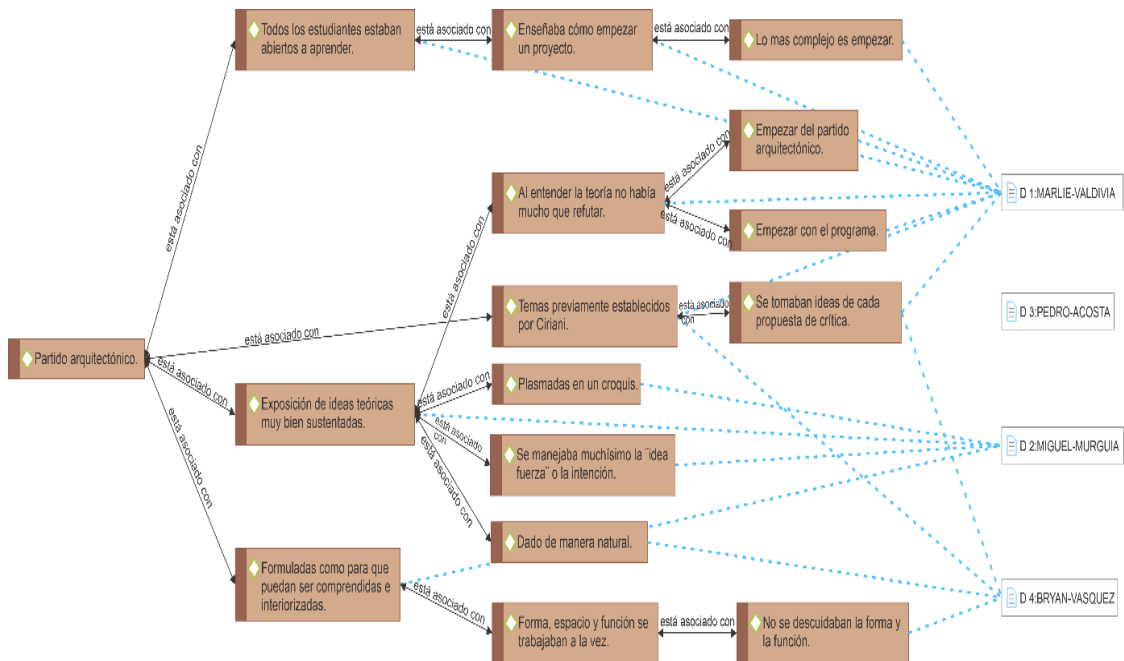 Todos los estudiantes estaban
abiertos a aprender.
está asociado con
Enseñaba cómo empezar
un proyecto.
está asociado con
Lo mas complejo es empezar.
está asociado con
Empezar del partido
arquitectónico.
está asociado con
Al entender la teoría no había
mucho que refutar.
está asociado con
Empezar con el programa.
D 1:MARLIE-VALDIVIA
está asociado con
Temas previamente establecidos
por Ciriani.
está asociado
con
Se tomaban ideas de cada
propuesta de crítica.
D 3:PEDRO-ACOSTA
está asociado con
Partido arquitectónico.
está asociado con
Exposición de ideas teóricas
muy bien sustentadas.
está asociado con
Plasmadas en un croquis.
está asociado
con
Se manejaba muchísimo la ¨idea
fuerza¨ o la intención.
D 2:MIGUEL-MURGUIA
está asociado con
Dado de manera natural.
está asociado con
Formuladas como para que
puedan ser comprendidas e
interiorizadas.
está asociado con
Forma, espacio y función se
trabajaban a la vez.
está asociado con
No se descuidaban la forma y
la función.
D 4:BRYAN-VASQUEZ